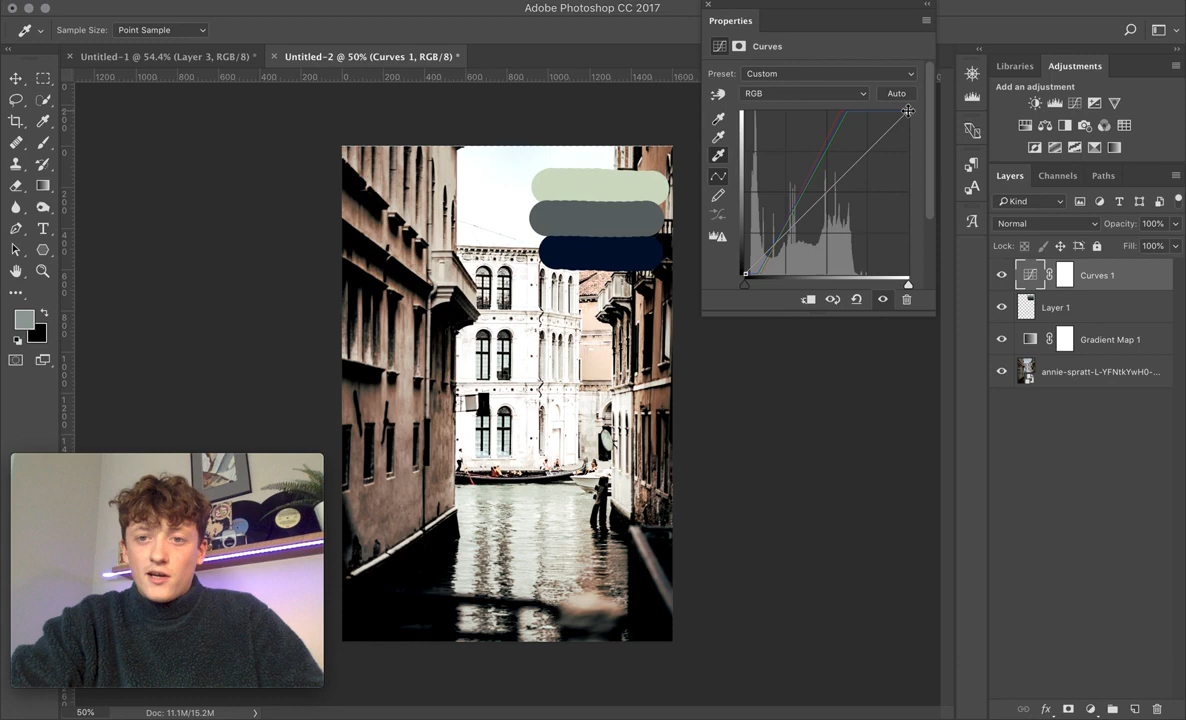 Adobe Photoshop CC 2017
Sample Size: Point Sample
Untitled-1 @ 54.4% (Layer 3, RGB/8) *
Untitled-2 @ 50% (Curves 1, RGB/8) *
1200 1000 800 600 400 200 0 200 400 600 800 1000 1200 1400 1600
Properties
Curves
Preset: Custom
RGB
Auto
Libraries
Adjustments
Add an adjustment
Layers
Channels
Paths
Kind
Normal
Opacity: 100%
Lock:
Fill: 100%
Curves 1
Layer 1
Gradient Map 1
annie-spratt-L-YFNtkYwH0-...
50%
Doc: 11.1M/15.2M
fx